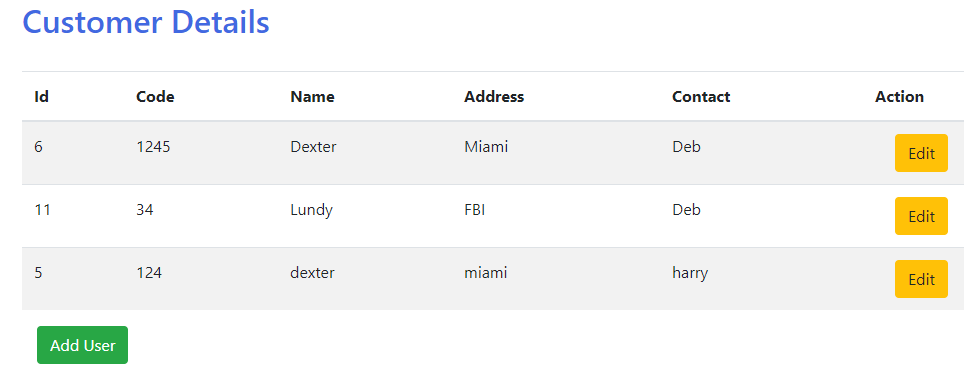 Customer Details
Id Code Name Address Contact Action
6 1245 Dexter Miami Deb Edit
11 34 Lundy FBI Deb Edit
5 124 dexter miami harry Edit
Add User